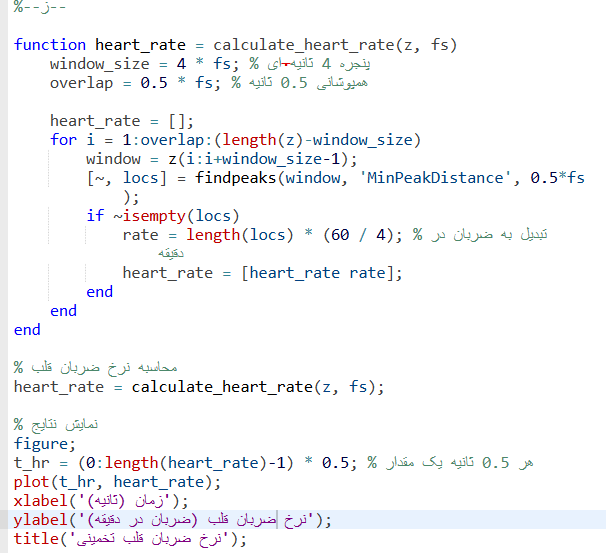 %--ز--
function heart_rate = calculate_heart_rate(z, fs)
window_size = 4 * fs; % پنجره 4 ثانیه-ای
overlap = 0.5 * fs; % همپوشانی 0.5 ثانیه
heart_rate = [];
for i = 1:overlap:(length(z)-window_size)
window = z(i:i+window_size-1);
[~, locs] = findpeaks(window, 'MinPeakDistance', 0.5*fs
);
if ~isempty(locs)
rate = length(locs) * (60 / 4); % تبدیل به ضربان در
دقیقه
heart_rate = [heart_rate rate];
end
end
end
% محاسبه نرخ ضربان قلب
heart_rate = calculate_heart_rate(z, fs);
% نمایش نتایج
figure;
t_hr = (0:length(heart_rate)-1) * 0.5; % هر 0.5 ثانیه یک مقدار
plot(t_hr, heart_rate);
xlabel('زمان (ثانیه)');
ylabel('نرخ ضربان قلب (ضربان در دقیقه)');
title('نرخ ضربان قلب تخمینی');